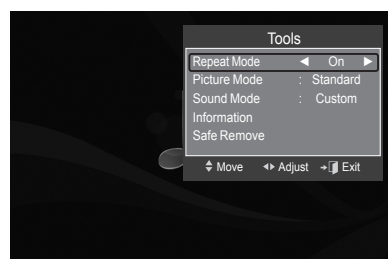 Tools
Repeat Mode ◀ On ▶
Picture Mode : Standard
Sound Mode : Custom
Information
Safe Remove
Move Adjust Exit